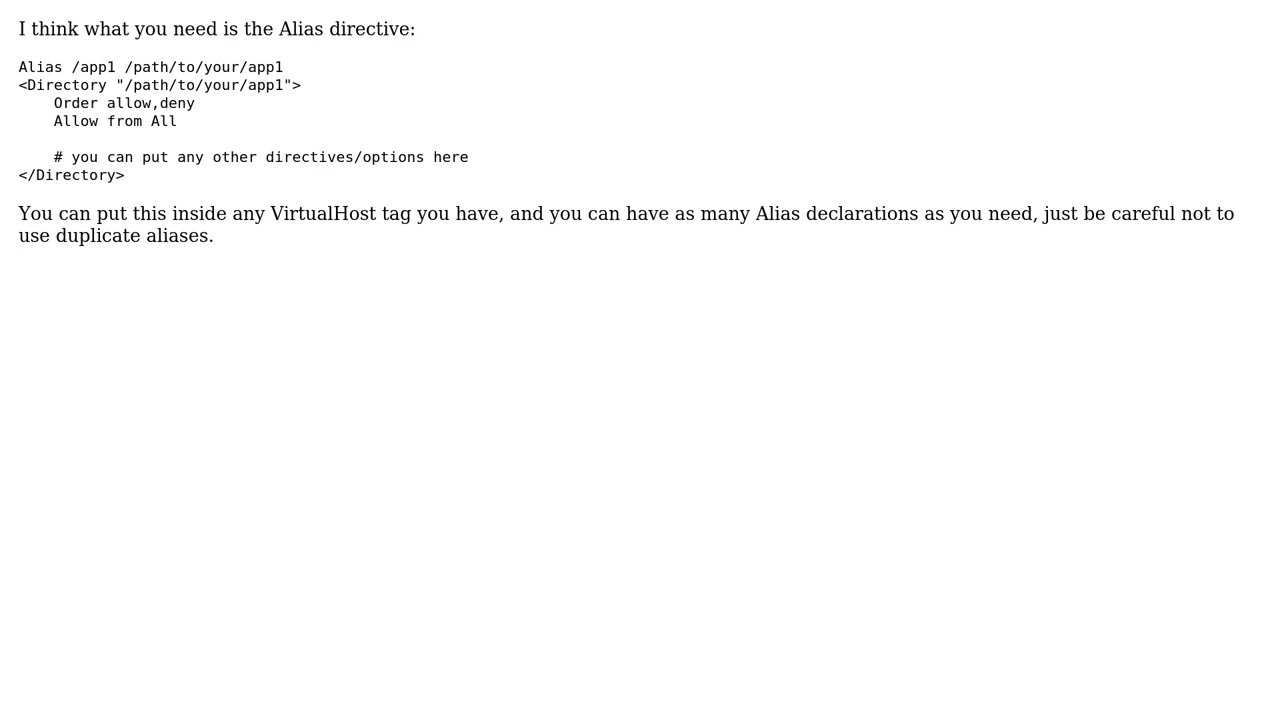 I think what you need is the Alias directive:
Alias /app1 /path/to/your/app1
<Directory "/path/to/your/app1">
    Order allow,deny
    Allow from All
    # you can put any other directives/options here
</Directory>
You can put this inside any VirtualHost tag you have, and you can have as many Alias declarations as you need, just be careful not to
use duplicate aliases.